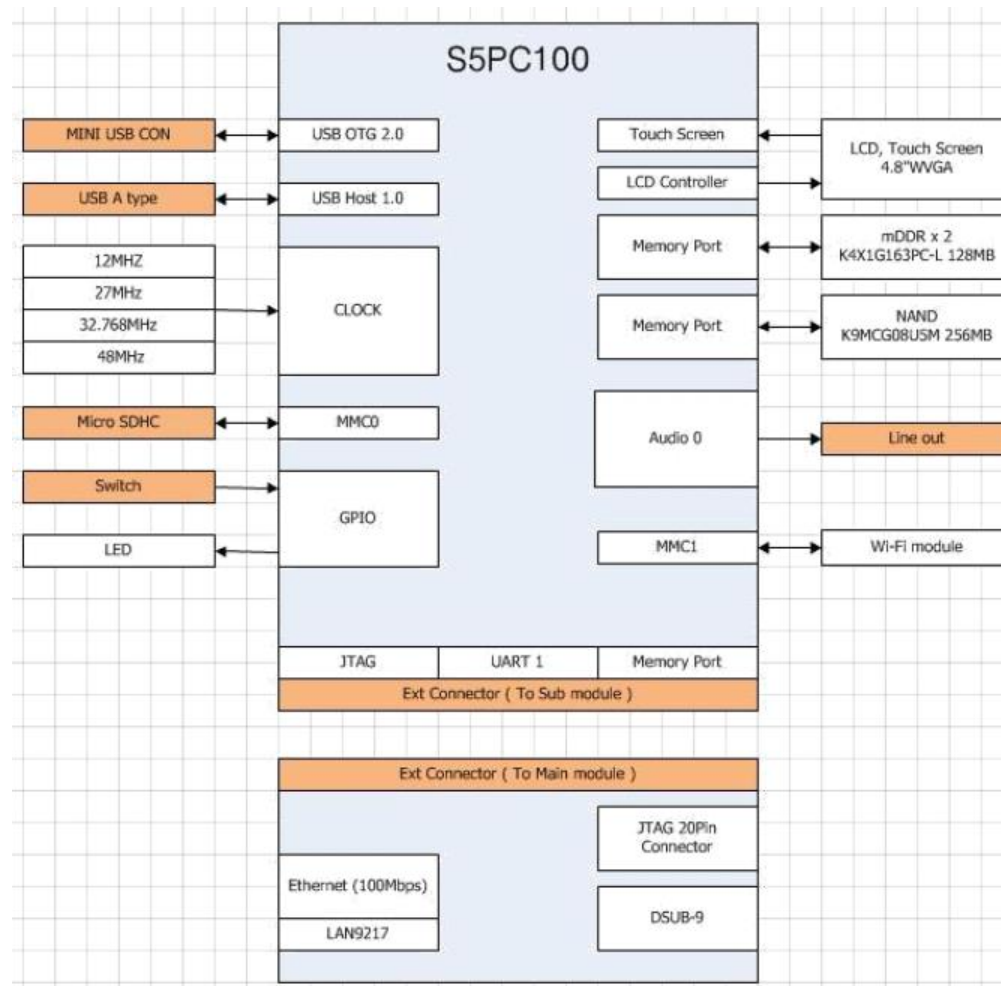 S5PC100
MINI USB CON
USB OTG 2.0
Touch Screen
LCD, Touch Screen
4.8"WVGA
USB A type
USB Host 1.0
LCD Controller
12MHZ
27MHz
32.768MHz
48MHz
CLOCK
Memory Port
mDDR x 2
K4X1G163PC-L 128MB
Memory Port
NAND
K9MCG08U5M 256MB
Micro SDHC
MMC0
Audio 0
Line out
Switch
LED
GPIO
MMC1
Wi-Fi module
JTAG
UART 1
Memory Port
Ext Connector ( To Sub module )
Ext Connector ( To Main module )
JTAG 20Pin
Connector
Ethernet (100Mbps)
LAN9217
DSUB-9